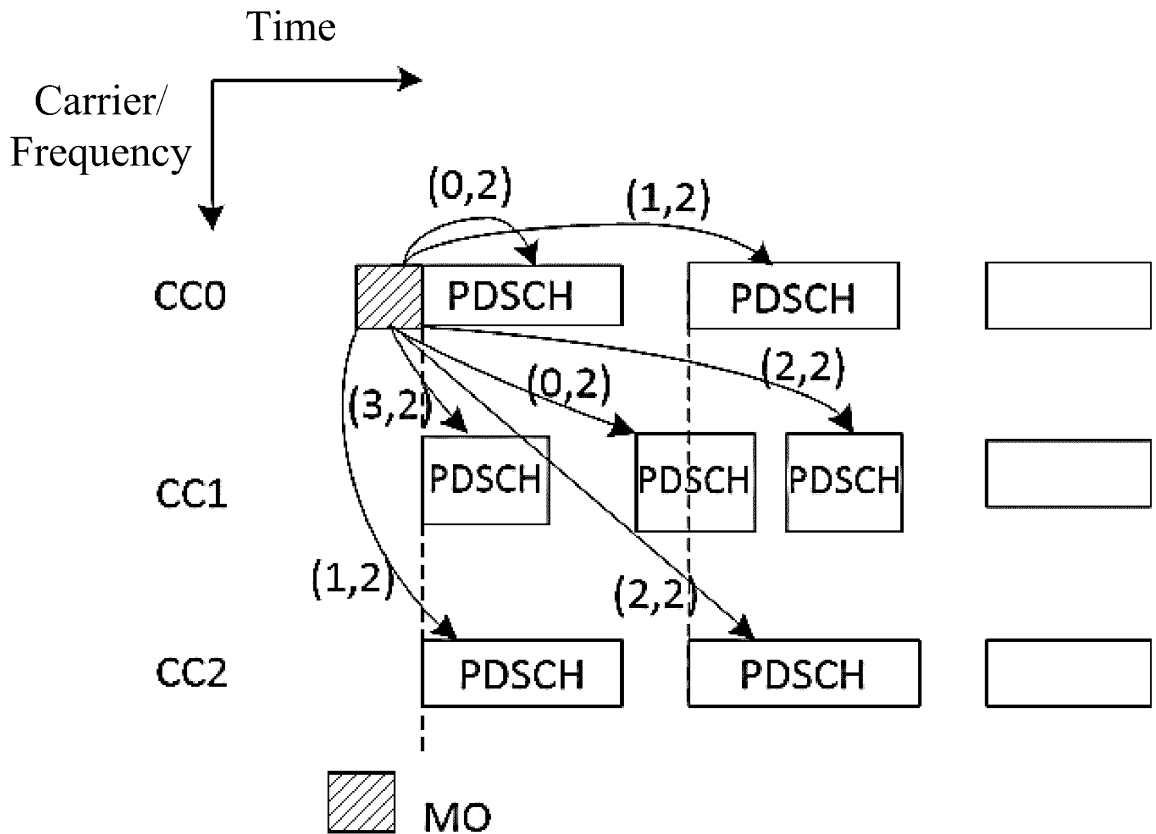 Time
Carrier/
Frequency
(0,2)
(1,2)
CC0
PDSCH
PDSCH
(3,2)
(0,2)
(2,2)
CC1
PDSCH
PDSCH
PDSCH
(1,2)
(2,2)
CC2
PDSCH
PDSCH
MO